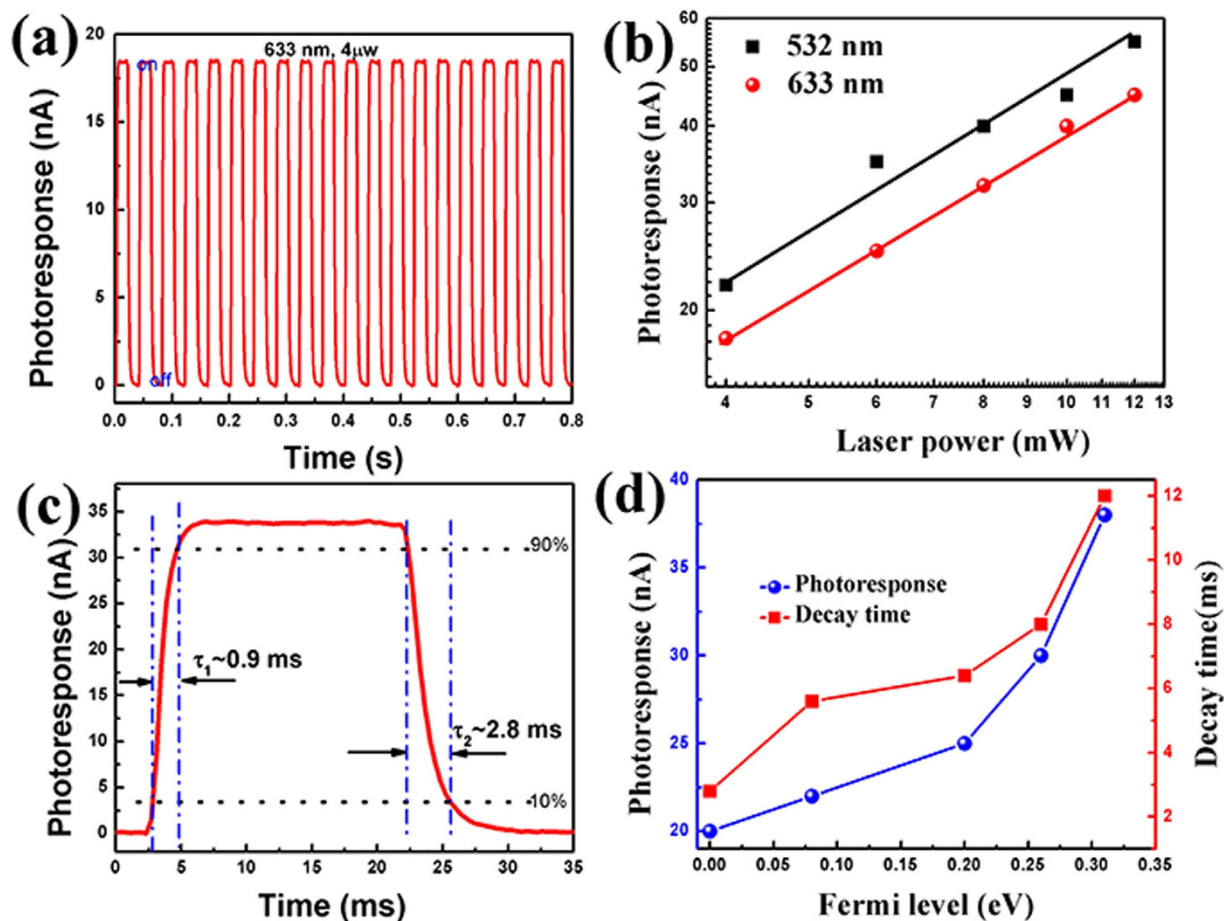 (a)
Photoresponse (nA)
20
15
10
5
0
633 nm, 4μw
on
off
0.0 0.1 0.2 0.3 0.4 0.5 0.6 0.7 0.8
Time (s)
(b)
Photoresponse (nA)
60
50
40
30
20
532 nm
633 nm
4 5 6 7 8 9 10 11 12 13
Laser power (mW)
(c)
Photoresponse (nA)
35
30
25
20
15
10
5
0
90%
τ1~0.9 ms
τ2~2.8 ms
10%
0 5 10 15 20 25 30 35
Time (ms)
(d)
Photoresponse (nA)
40
35
30
25
20
Photoresponse
Decay time
12
10
8
6
4
2
Decay time(ms)
0.00 0.05 0.10 0.15 0.20 0.25 0.30 0.35
Fermi level (eV)